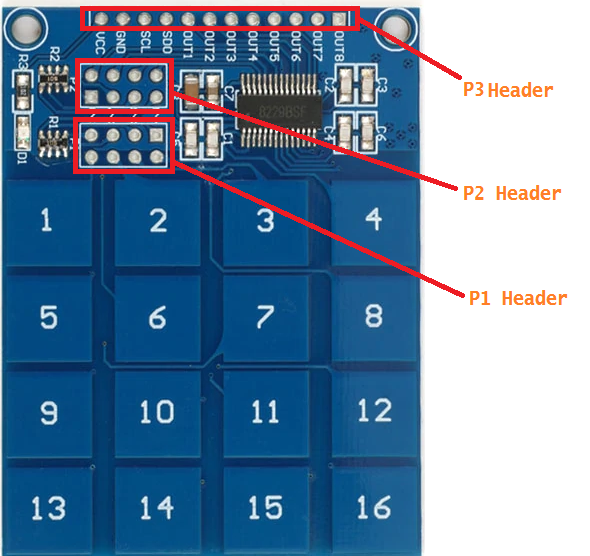 VCC GND SCL SDO OUT1 OUT2 OUT3 OUT4 OUT5 OUT6 OUT7 OUT8
P3 Header
R3 R2 C7 C2 C3
8229BSF
R1 C1 C4 C6
D1
P2 Header
1 2 3 4
P1 Header
5 6 7 8
9 10 11 12
13 14 15 16